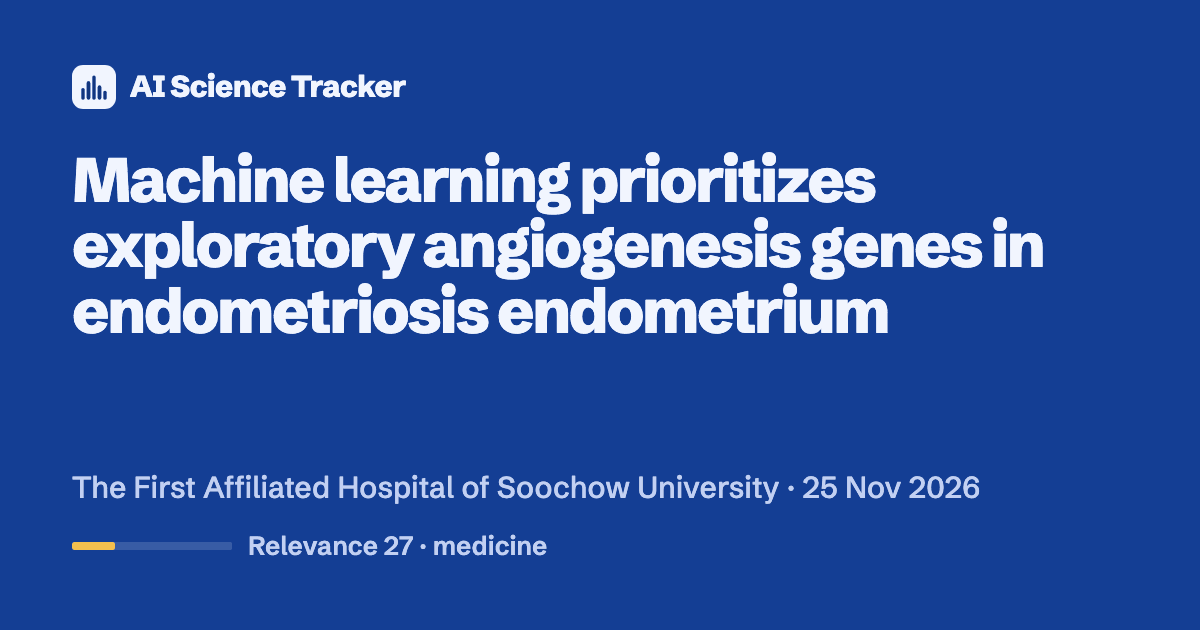 AI Science Tracker
Machine learning prioritizes
exploratory angiogenesis genes in
endometriosis endometrium
The First Affiliated Hospital of Soochow University · 25 Nov 2026
Relevance 27 · medicine